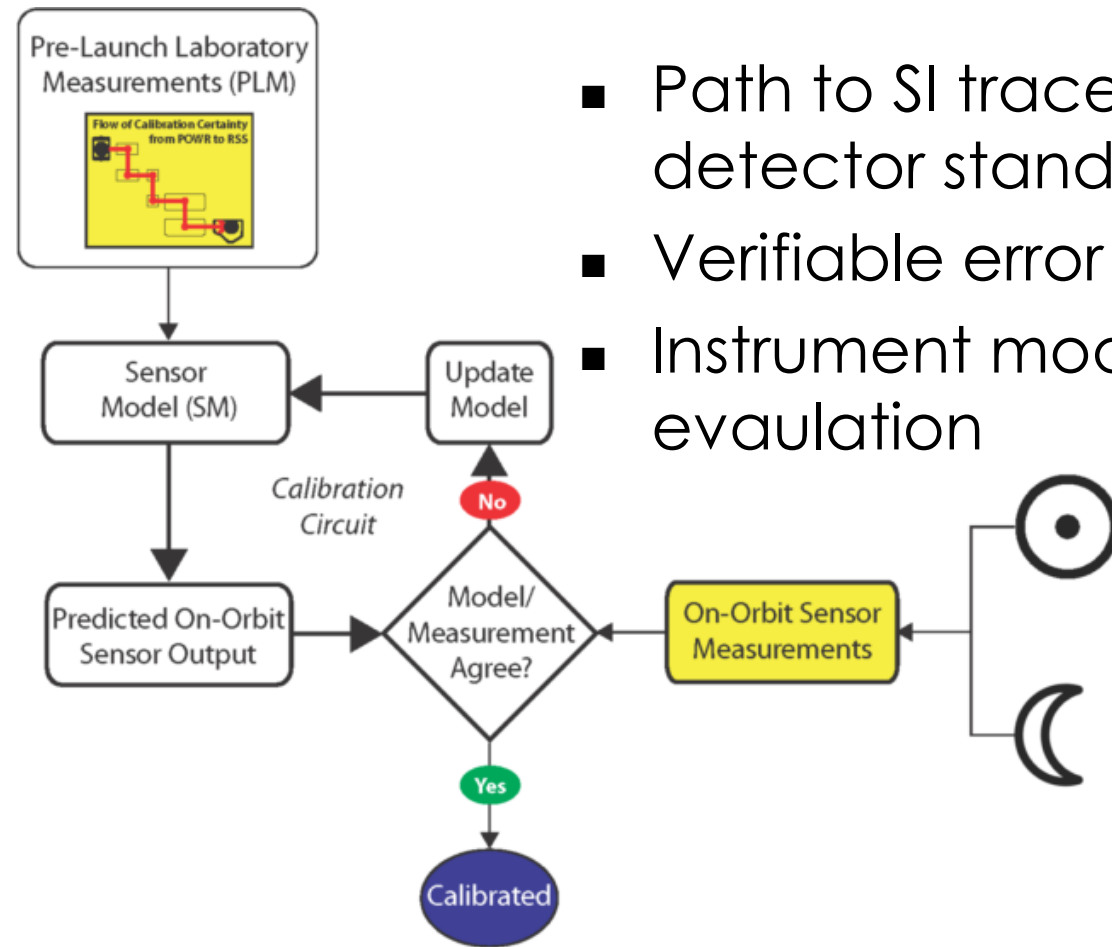 Pre-Launch Laboratory
Measurements (PLM)
Flow of Calibration Certainty
from POWR to RSS
Sensor
Model (SM)
Update
Model
Calibration
Circuit
No
Predicted On-Orbit
Sensor Output
Model/
Measurement
Agree?
On-Orbit Sensor
Measurements
Yes
Calibrated
▪ Path to SI trace
detector stand
▪ Verifiable error
▪ Instrument mod
evaulation